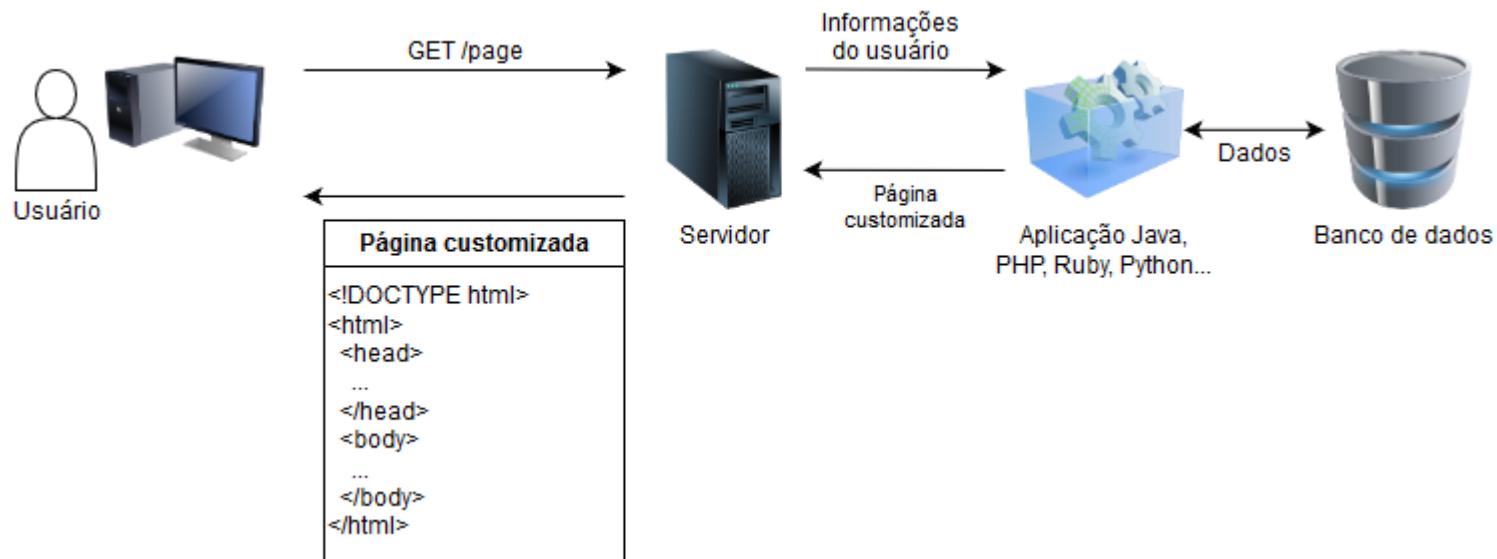 GET /page
Informações
do usuário
Dados
Página
customizada
Usuário
Servidor
Aplicação Java,
PHP, Ruby, Python...
Banco de dados
Página customizada
<!DOCTYPE html>
<html>
<head>
...
</head>
<body>
...
</body>
</html>